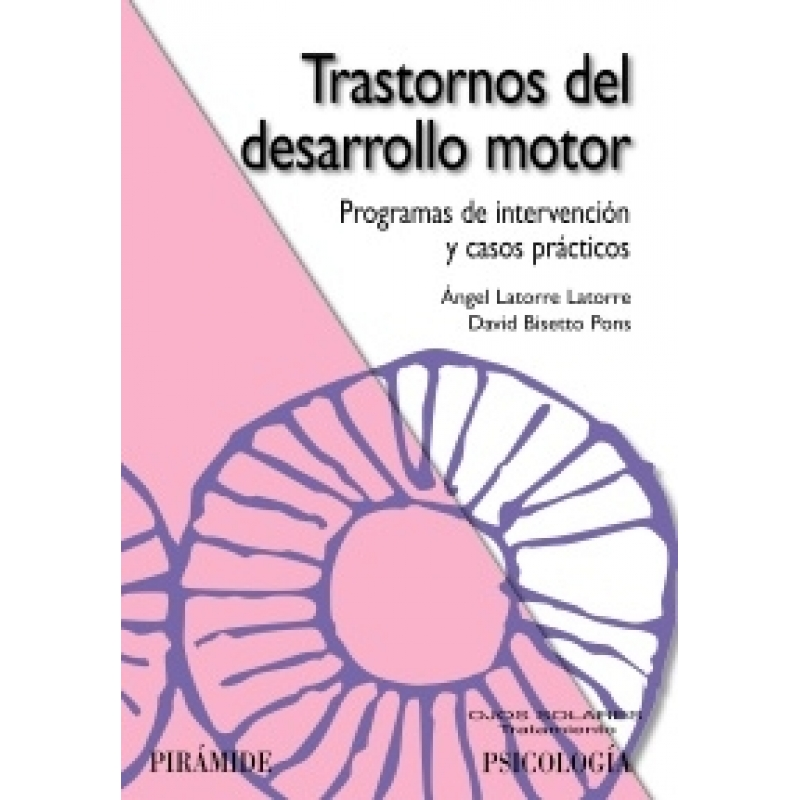 Trastornos del
desarrollo motor
Programas de intervención
y casos prácticos
Ángel Latorre Latorre
David Bisetto Pons
OJOS SOLARES
Tratamiento
PIRÁMIDE
PSICOLOGÍA